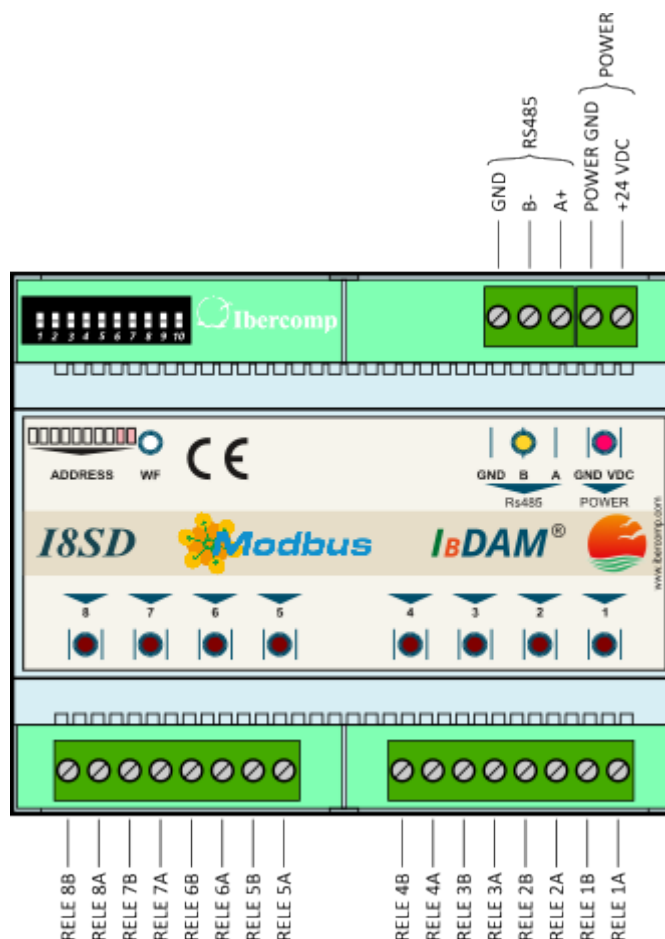 POWER
RS485
GND
B-
A+
POWER GND
+24 VDC
1 2 3 4 5 6 7 8 9 10
Ibercomp
ADDRESS WF CE GND B A GND VDC
Rs485 POWER
I8SD Modbus IBDAM®
www.ibercomp.com
8 7 6 5 4 3 2 1
RELE 8B
RELE 8A
RELE 7B
RELE 7A
RELE 6B
RELE 6A
RELE 5B
RELE 5A
RELE 4B
RELE 4A
RELE 3B
RELE 3A
RELE 2B
RELE 2A
RELE 1B
RELE 1A